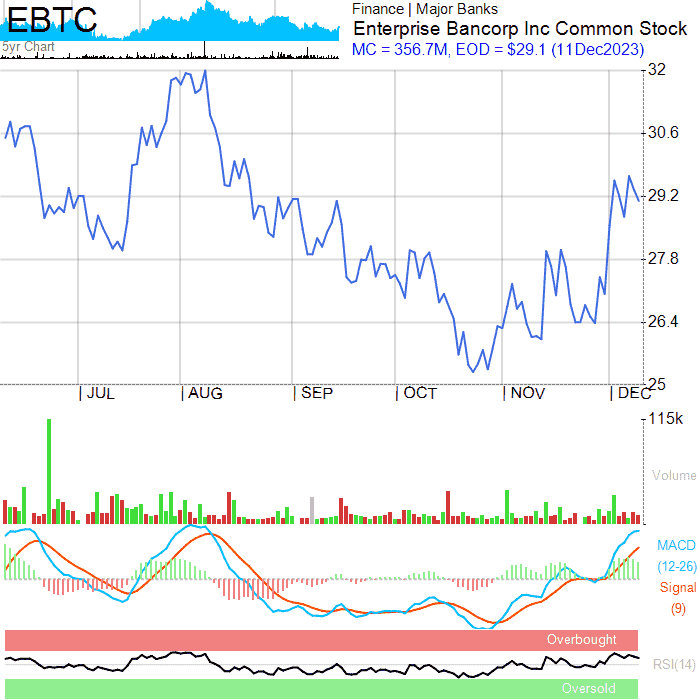 EBTC
5yr Chart
Finance | Major Banks
Enterprise Bancorp Inc Common Stock
MC = 356.7M, EOD = $29.1 (11Dec2023)
32
30.6
29.2
27.8
26.4
25
| JUL | AUG | SEP | OCT | NOV | DEC
115k
Volume
MACD
(12-26)
Signal
(9)
Overbought
RSI(14)
Oversold